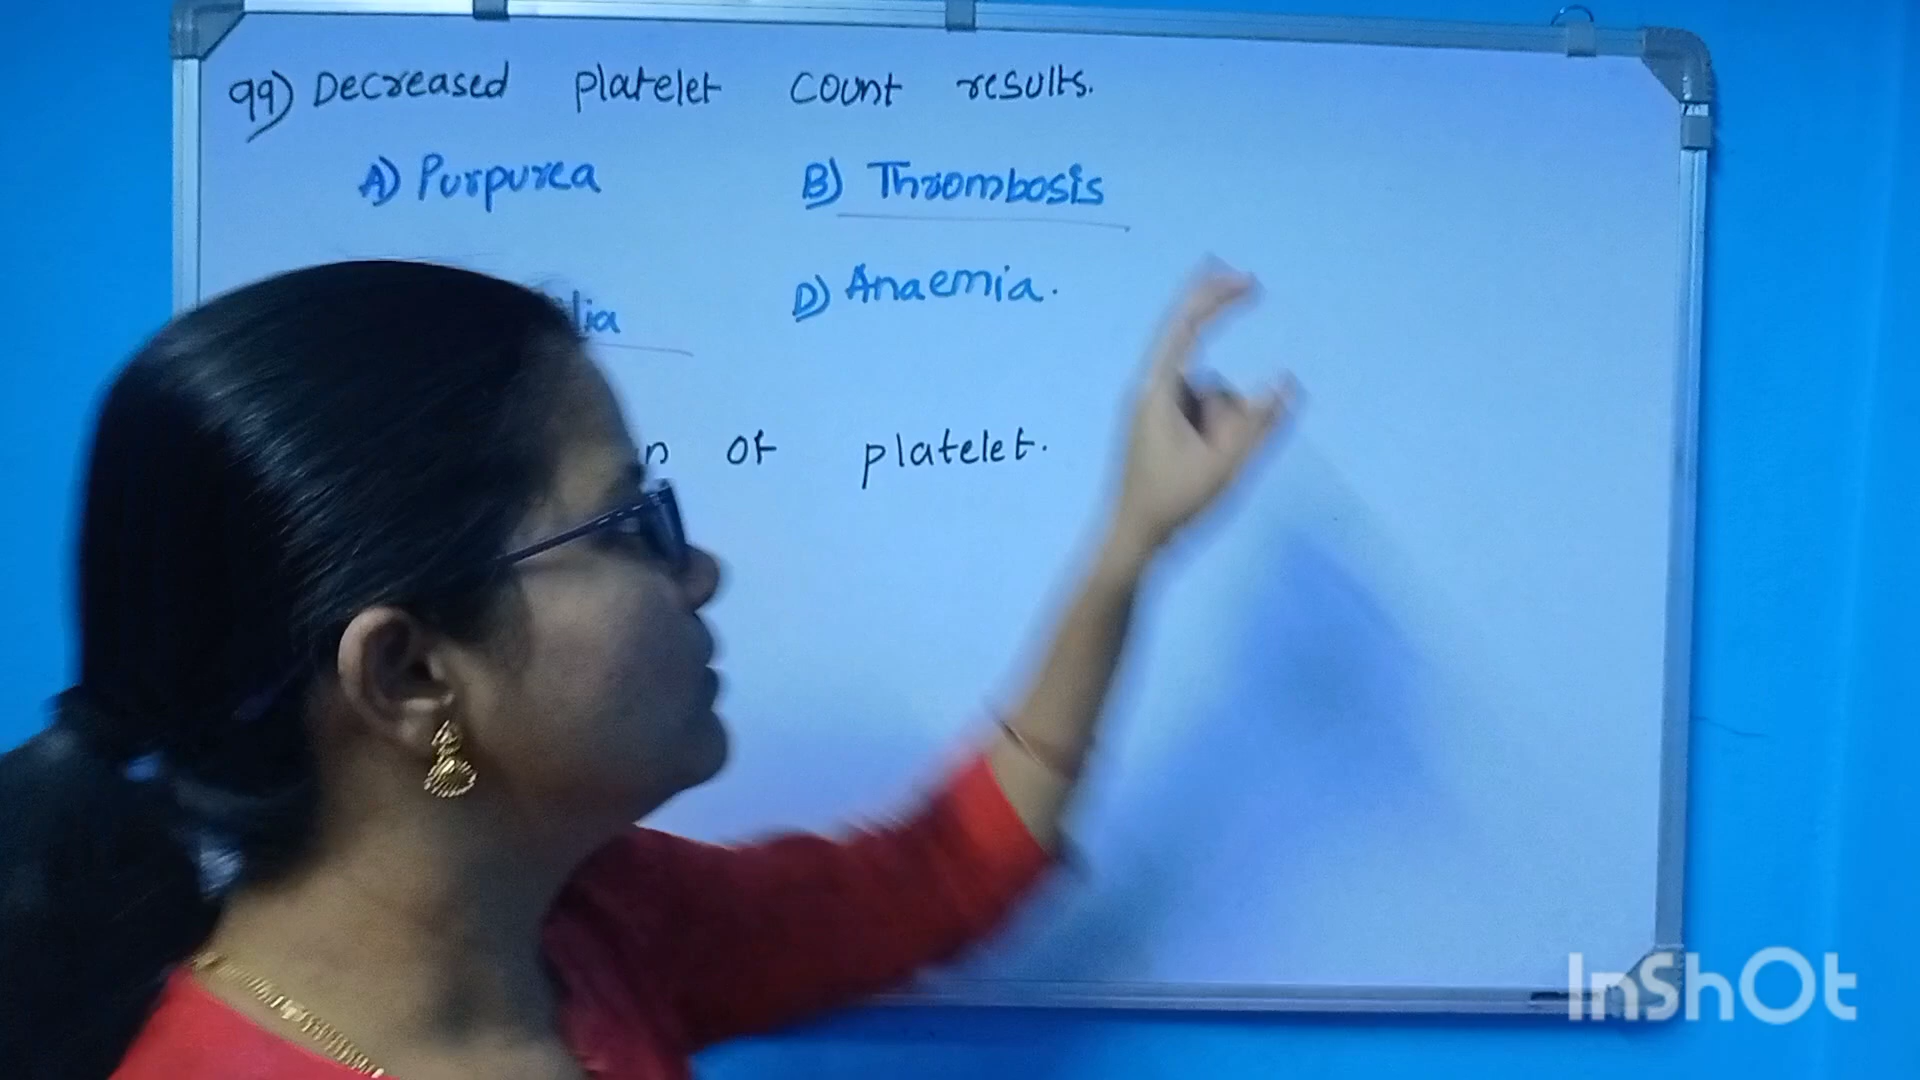 99) Decreased platelet count results.
A) Purpurea B) Thrombosis
lia D) Anaemia.
n of platelet.
InShOt